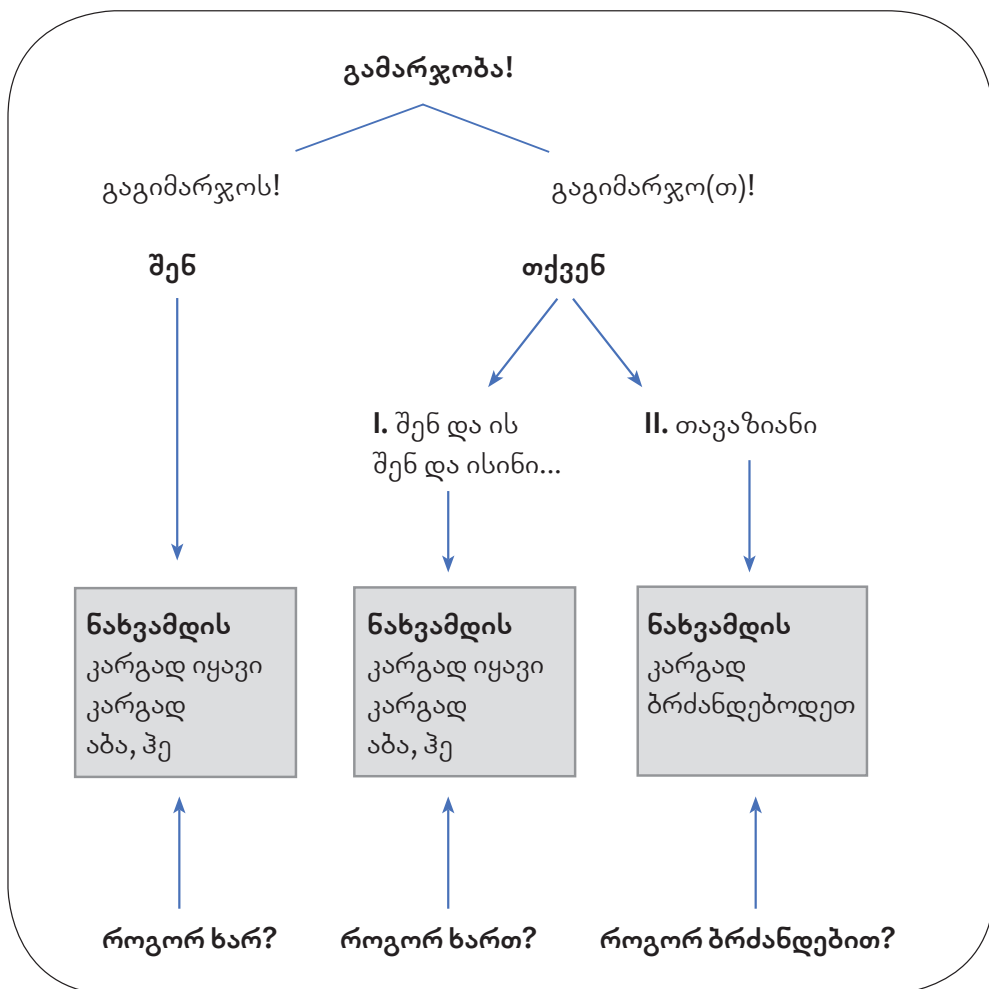 გამარჯობა!
გაგიმარჯოს!
გაგიმარჯო(თ)!
შენ
თქვენ
I. შენ და ის
შენ და ისინი...
II. თავაზიანი
ნახვამდის
კარგად იყავი
კარგად
აბა, ჰე
ნახვამდის
კარგად იყავი
კარგად
აბა, ჰე
ნახვამდის
კარგად
ბრძანდებოდეთ
როგორ ხარ?
როგორ ხართ?
როგორ ბრძანდებით?